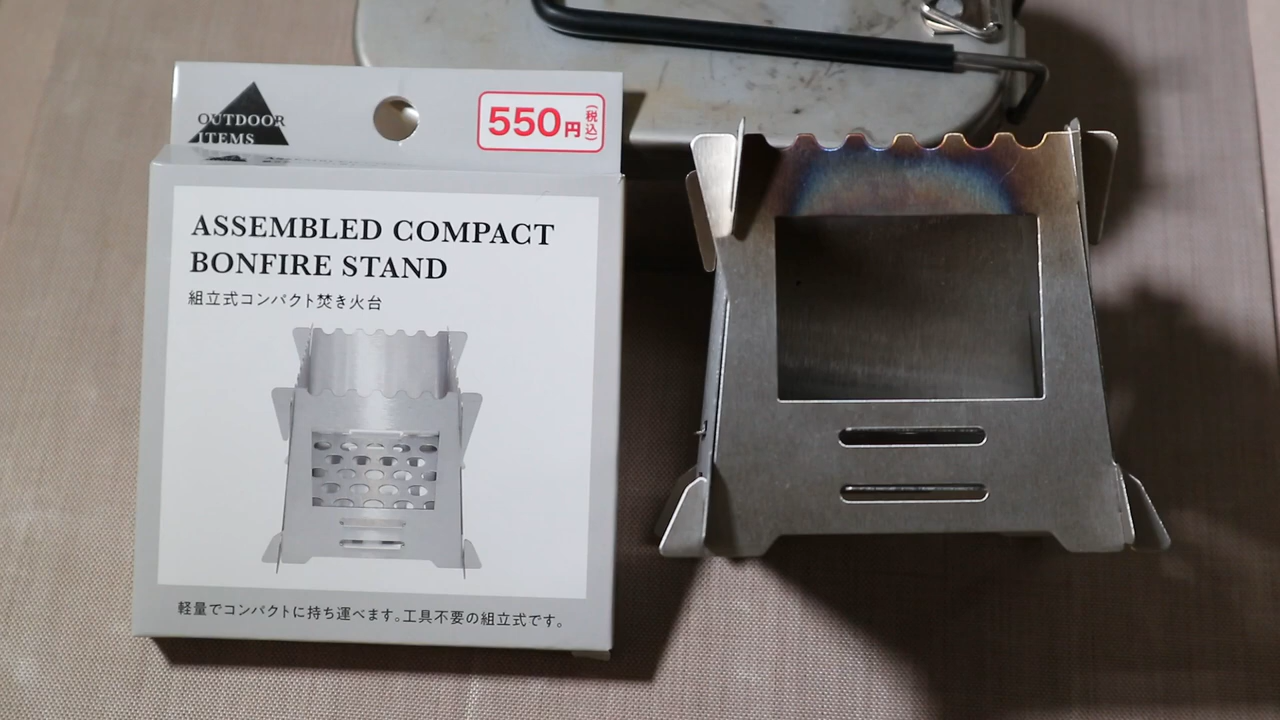 OUTDOOR
ITEMS
550円(税込)
ASSEMBLED COMPACT
BONFIRE STAND
組立式コンパクト焚き火台
軽量でコンパクトに持ち運べます。工具不要の組立式です。